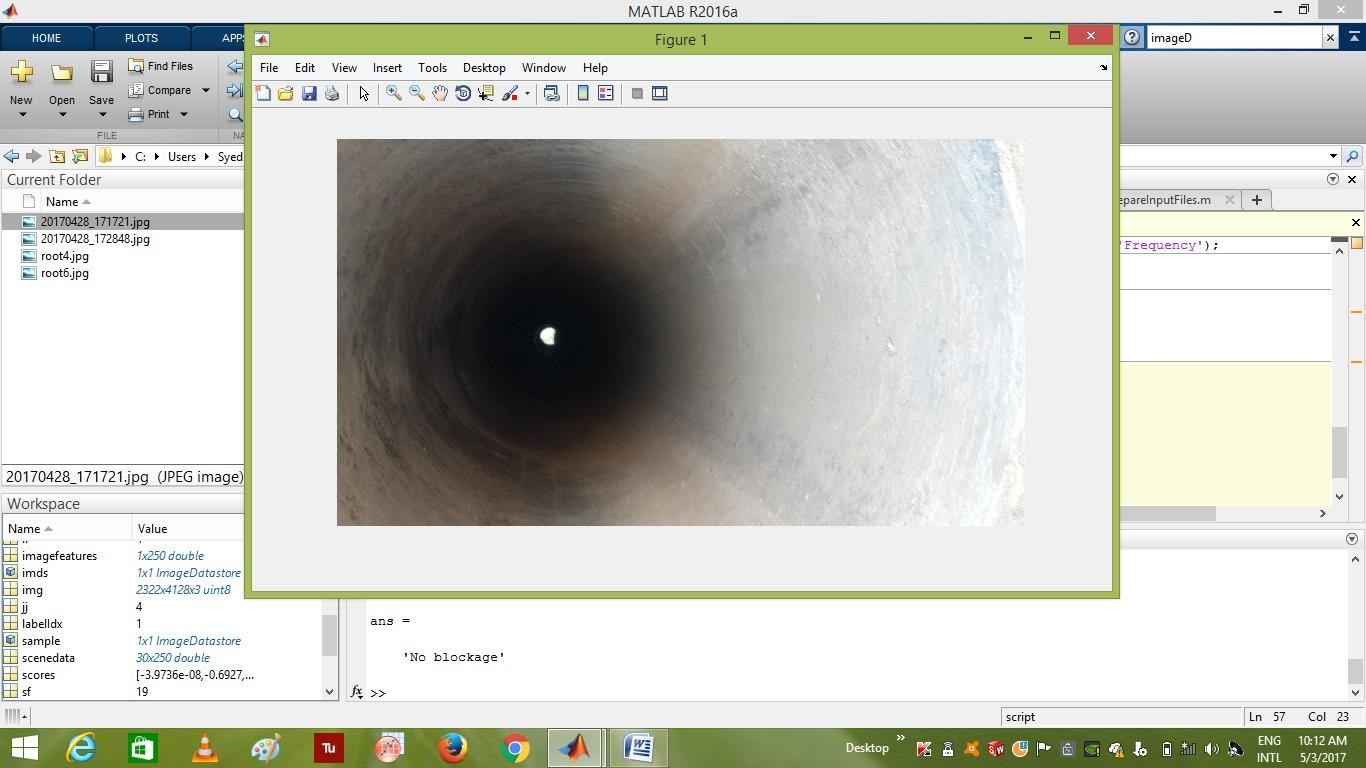 MATLAB R2016a
HOME
PLOTS
APP
imageD
Figure 1
File Edit View Insert Tools Desktop Window Help
New
Open
Save
Find Files
Compare
Print
FILE
NA
C: Users Syed
Current Folder
Name
20170428_171721.jpg
20170428_172848.jpg
root4.jpg
root6.jpg
20170428_171721.jpg (JPEG image)
epareInputFiles.m
'Frequency');
Workspace
Name Value
imagefeatures 1x250 double
imds 1x1 ImageDatastore
img 2322x4128x3 uint8
jj 4
labelIdx 1
sample 1x1 ImageDatastore
scenedata 30x250 double
scores [-3.9736e-08,-0.6927,...
sf 19
ans =
'No blockage'
fx >>
script
Ln 57 Col 23
Tu
Desktop
ENG
INTL
10:12 AM
5/3/2017